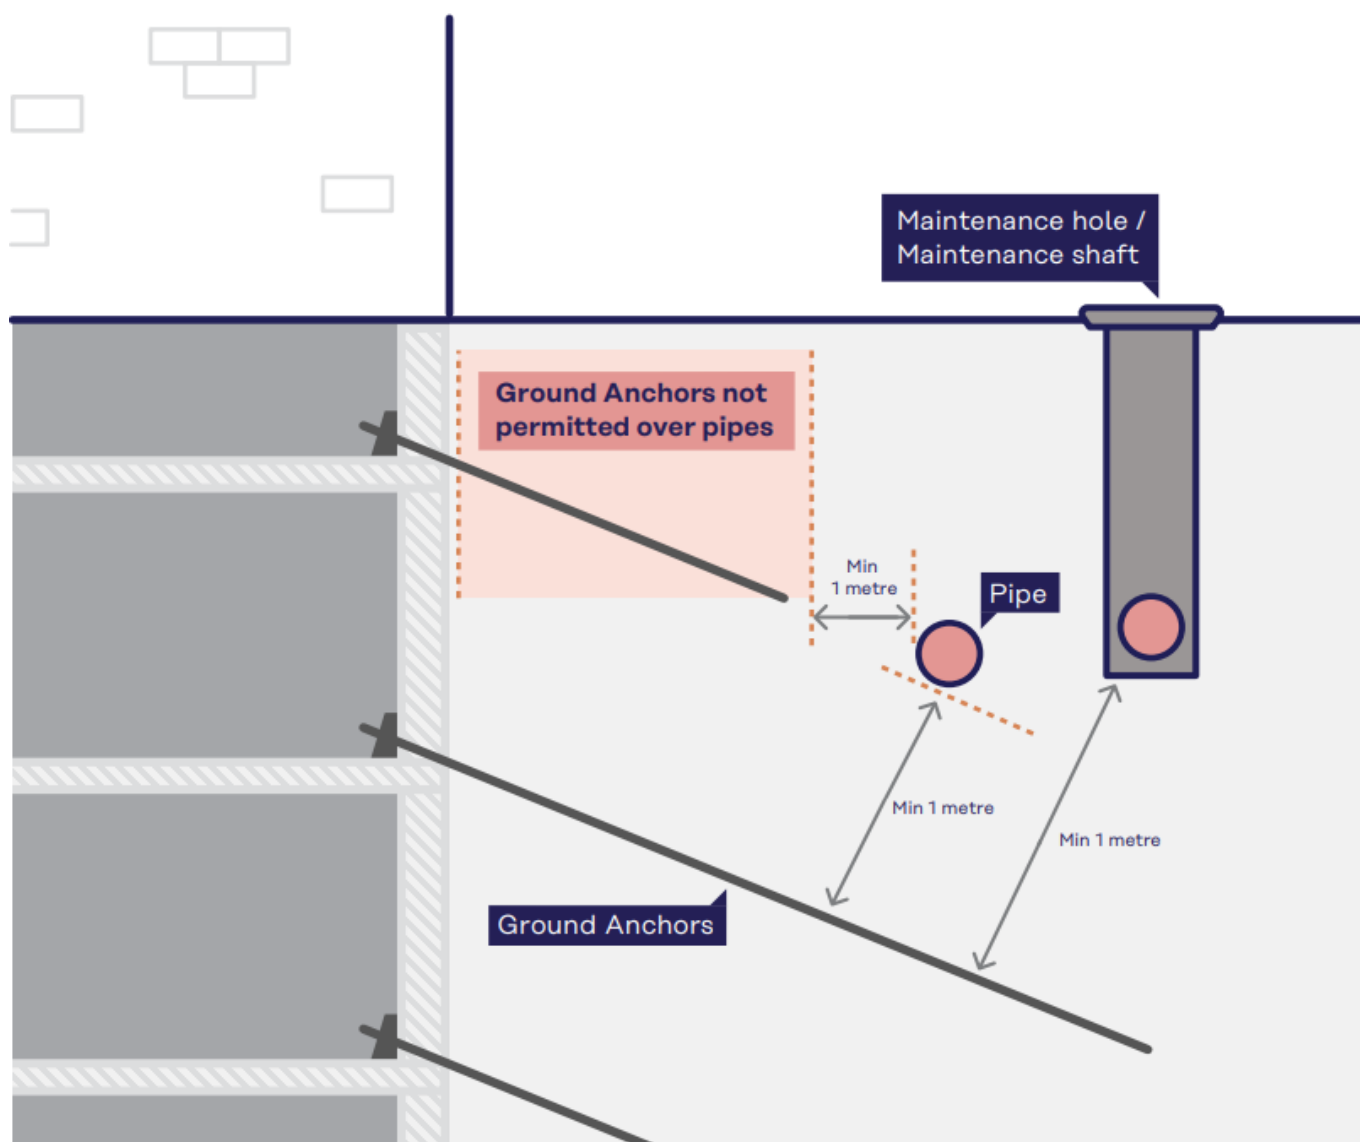 Maintenance hole /
Maintenance shaft
Ground Anchors not
permitted over pipes
Min
1 metre
Pipe
Min 1 metre
Min 1 metre
Ground Anchors